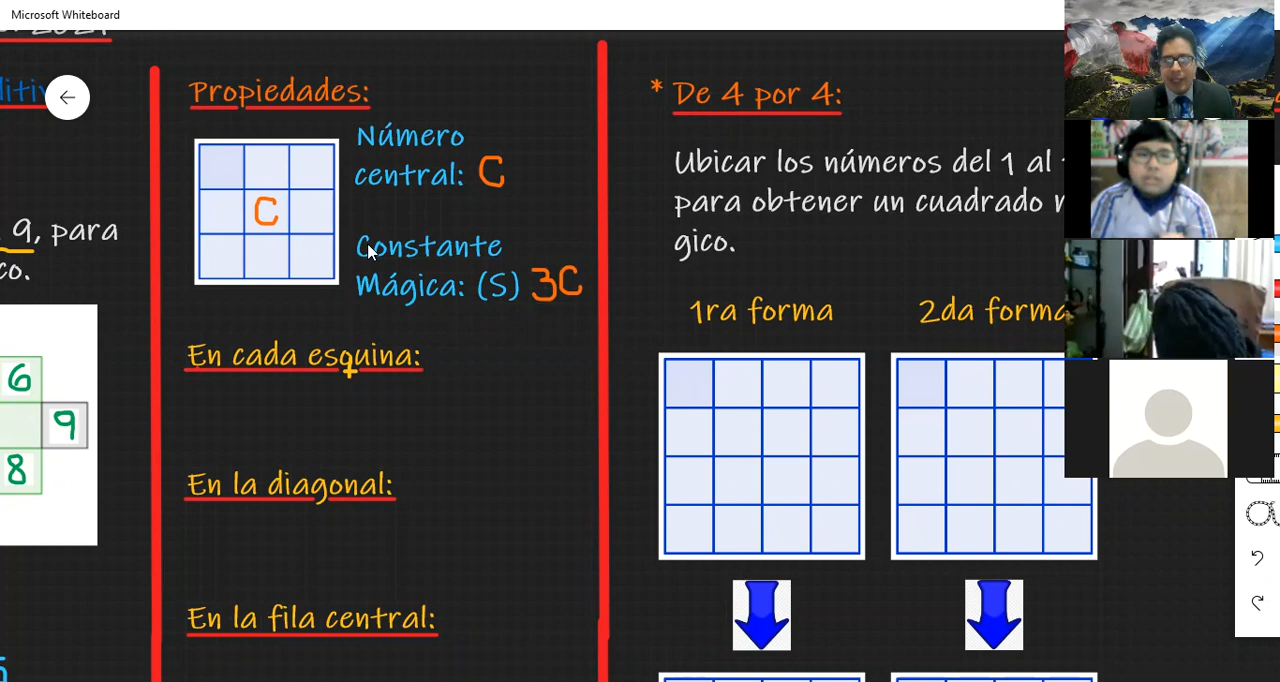 Microsoft Whiteboard
9, para
co.
6
9
8
Propiedades:
Número
central: C
C
Constante
Mágica: (S) 3C
En cada esquina:
En la diagonal:
En la fila central:
* De 4 por 4:
Ubicar los números del 1 al
para obtener un cuadrado
gico.
1ra forma
2da forma